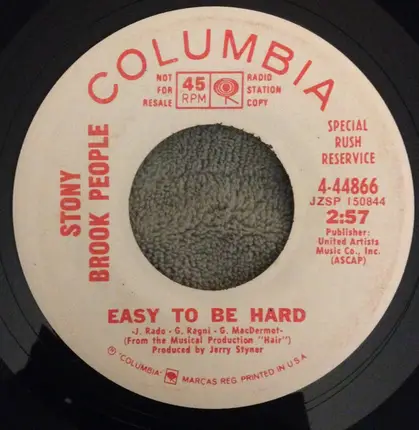 COLUMBIA
NOT FOR RESALE
45 RPM
RADIO STATION COPY
STONY
BROOK PEOPLE
SPECIAL
RUSH
RESERVICE
4-44866
JZSP 150844
2:57
Publisher:
United Artists
Music Co., Inc.
(ASCAP)
EASY TO BE HARD
-J. Rado - G. Ragni - G. MacDermot-
(From the Musical Production "Hair")
Produced by Jerry Styner
℗ "COLUMBIA" MARCAS REG. PRINTED IN U.S.A.